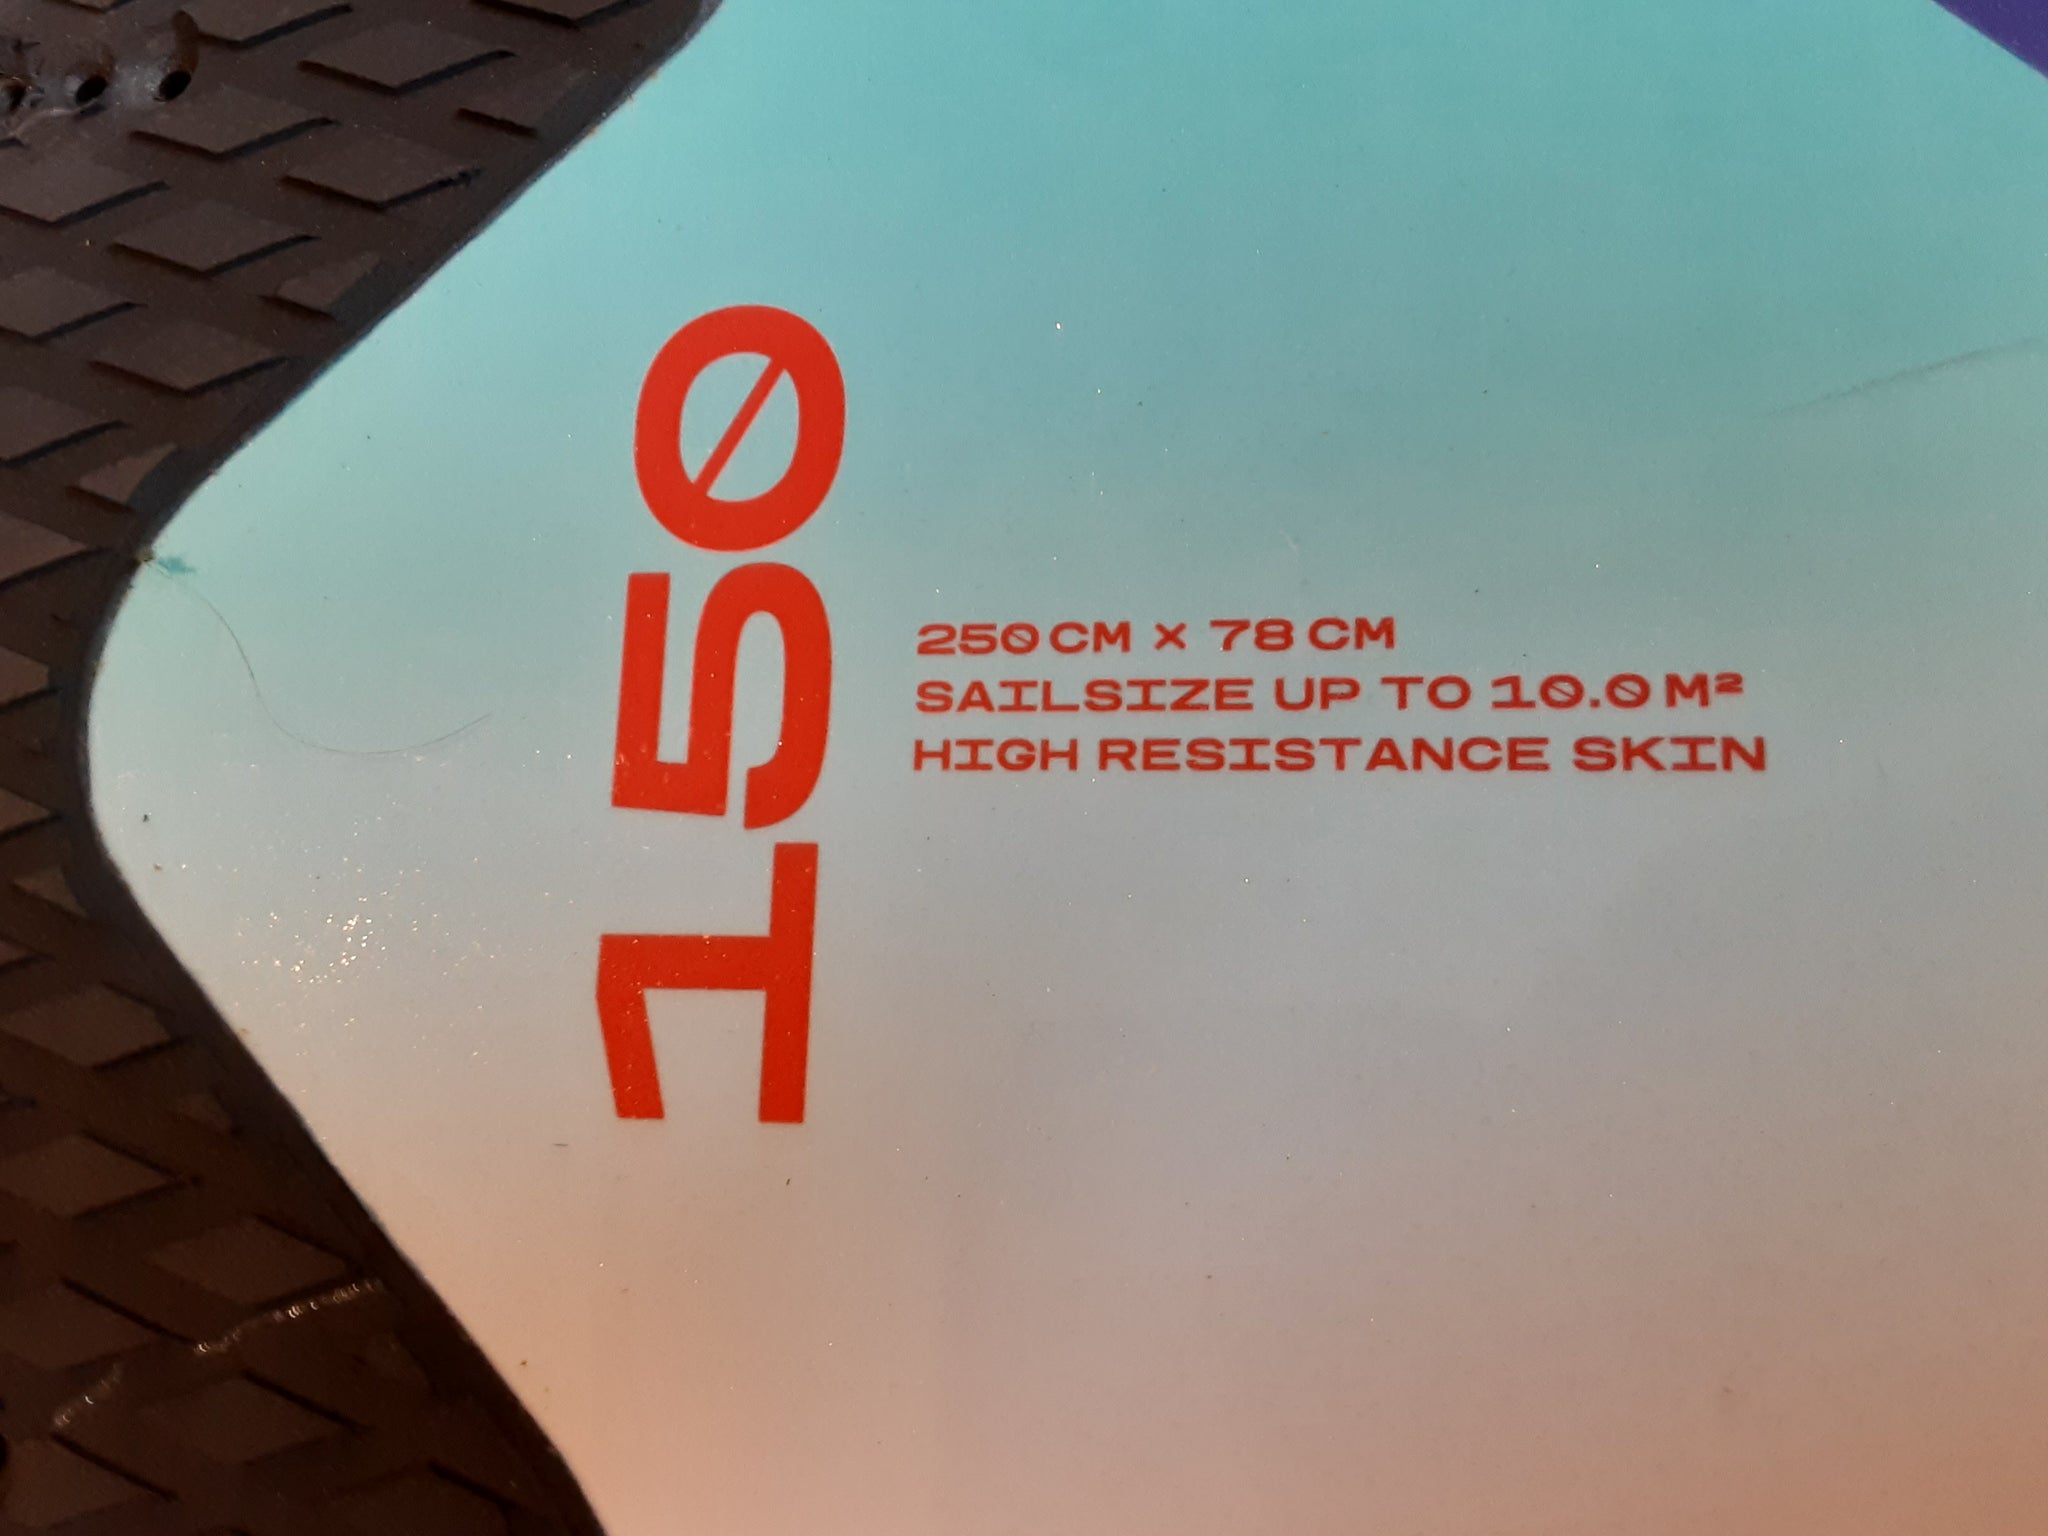 150
250 CM X 78 CM
SAILSIZE UP TO 10.0 M²
HIGH RESISTANCE SKIN